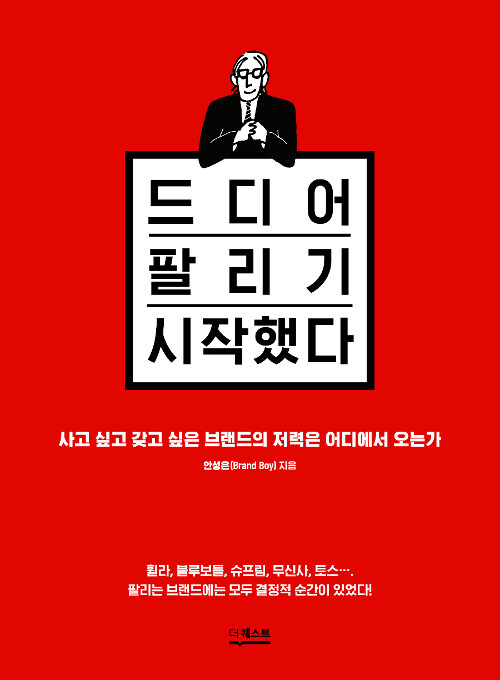 드디어
팔리기
시작했다
사고 싶고 갖고 싶은 브랜드의 저력은 어디에서 오는가
안성은(Brand Boy) 지음
휠라, 블루보틀, 슈프림, 무신사, 토스….
팔리는 브랜드에는 모두 결정적 순간이 있었다!
더퀘스트